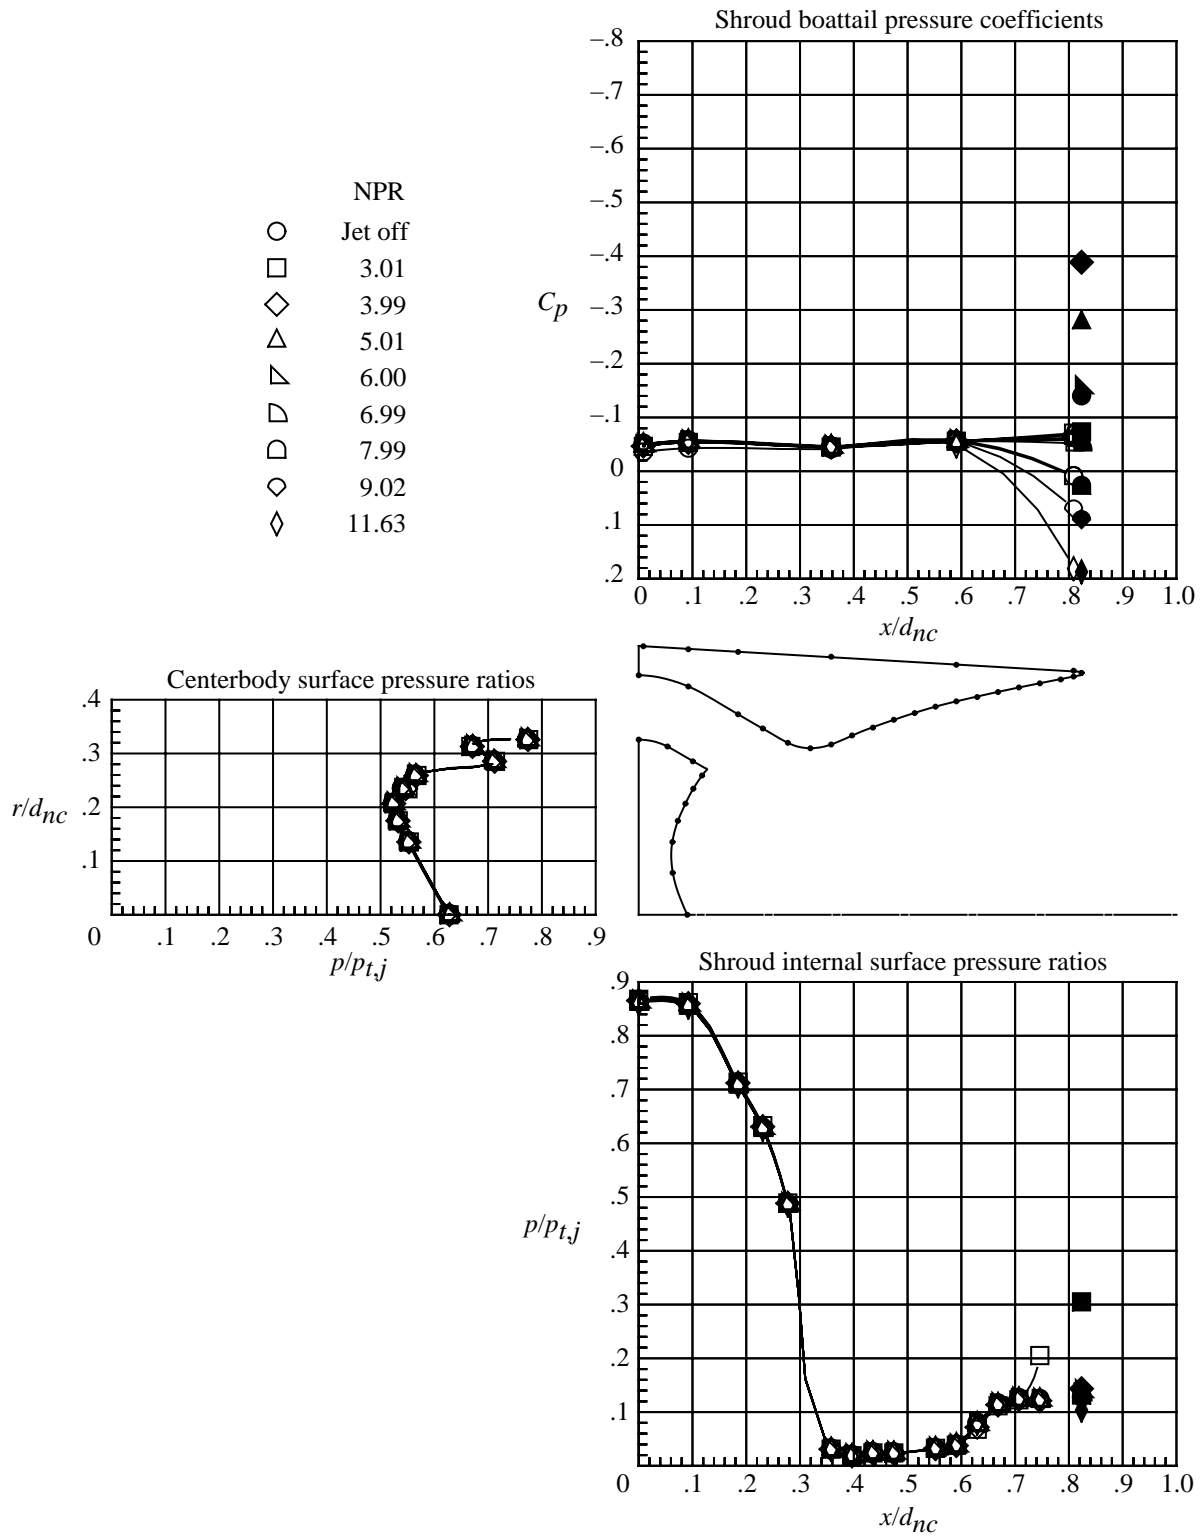 Shroud boattail pressure coefficients
–.8
–.7
–.6
–.5
–.4
–.3
–.2
–.1
0
.1
.2
C_p
0 .1 .2 .3 .4 .5 .6 .7 .8 .9 1.0
x/d_nc
NPR
Jet off
3.01
3.99
5.01
6.00
6.99
7.99
9.02
11.63
Centerbody surface pressure ratios
.4
.3
.2
.1
0
r/d_nc
.1 .2 .3 .4 .5 .6 .7 .8 .9
p/p_t,j
Shroud internal surface pressure ratios
.9
.8
.7
.6
.5
.4
.3
.2
.1
0
p/p_t,j
.1 .2 .3 .4 .5 .6 .7 .8 .9 1.0
x/d_nc